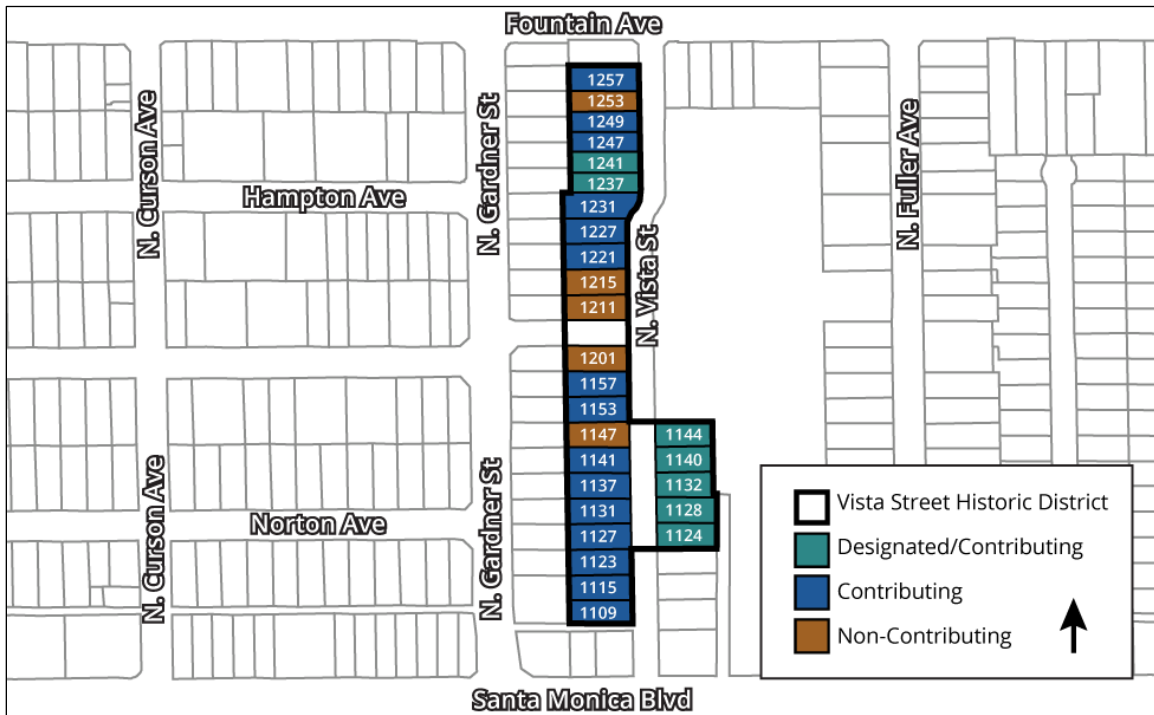 Fountain Ave
1257
1253
1249
1247
1241
1237
1231
1227
1221
1215
1211
1201
1157
1153
1147
1141
1137
1131
1127
1123
1115
1109
1144
1140
1132
1128
1124
N. Curson Ave
N. Gardner St
Hampton Ave
N. Vista St
N. Fuller Ave
N. Curson Ave
N. Gardner St
Norton Ave
Santa Monica Blvd
Vista Street Historic District
Designated/Contributing
Contributing
Non-Contributing